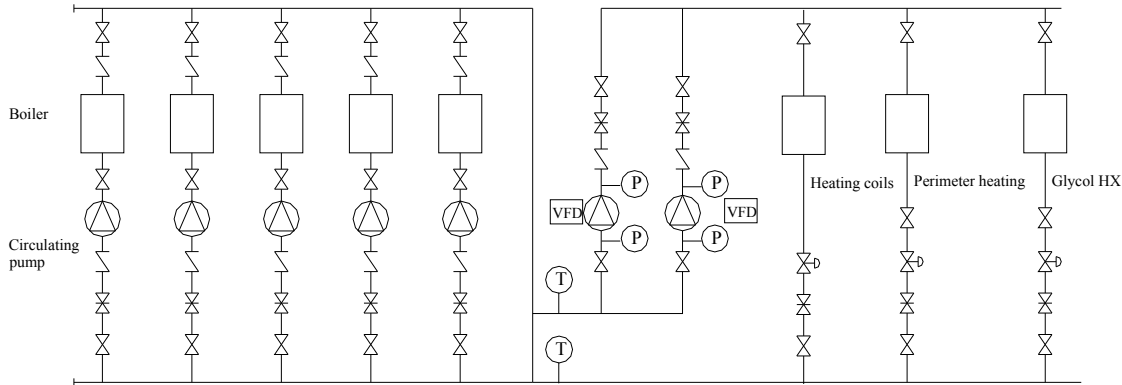 Boiler
Circulating
pump
P
P
VFD
VFD
P
P
T
T
Heating coils
Perimeter heating
Glycol HX